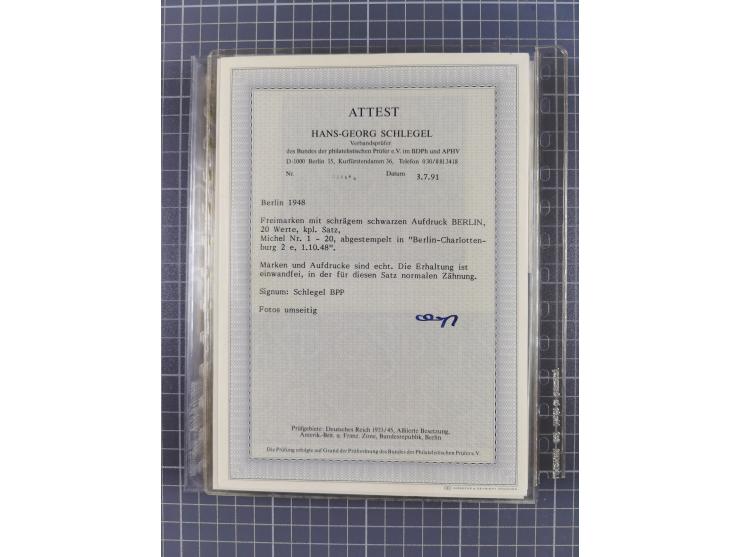 ATTEST
HANS-GEORG SCHLEGEL
Verbandsprüfer
des Bundes der philatelistischen Prüfer e.V. im BDPh und APHV
D-1000 Berlin 15, Kurfürstendamm 36, Telefon 030/8813418
Nr. Datum 3.7.91
Berlin 1948
Freimarken mit schrägem schwarzen Aufdruck BERLIN,
20 Werte, kpl. Satz,
Michel Nr. 1 - 20, abgestempelt in "Berlin-Charlotten-
burg 2 e, 1.10.48".
Marken und Aufdrucke sind echt. Die Erhaltung ist
einwandfei, in der für diesen Satz normalen Zähnung.
Signum: Schlegel BPP
Fotos umseitig
Prüfgebiete: Deutsches Reich 1923/45, Alliierte Besetzung,
Amerik.-Brit. u. Franz. Zone, Bundesrepublik, Berlin
Die Prüfung erfolgte auf Grund der Prüfordnung des Bundes der Philatelistischen Prüfer e.V.